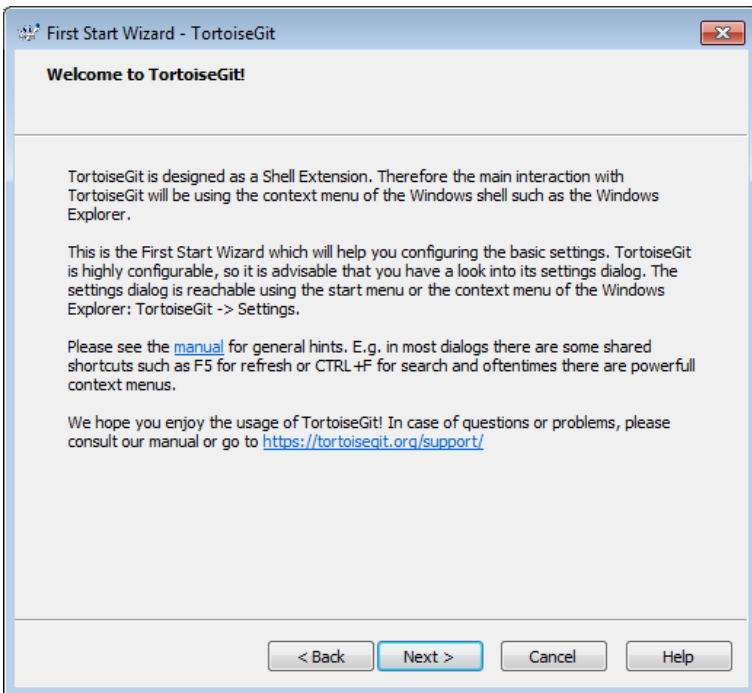 First Start Wizard - TortoiseGit
Welcome to TortoiseGit!
TortoiseGit is designed as a Shell Extension. Therefore the main interaction with
TortoiseGit will be using the context menu of the Windows shell such as the Windows
Explorer.
This is the First Start Wizard which will help you configuring the basic settings. TortoiseGit
is highly configurable, so it is advisable that you have a look into its settings dialog. The
settings dialog is reachable using the start menu or the context menu of the Windows
Explorer: TortoiseGit -> Settings.
Please see the manual for general hints. E.g. in most dialogs there are some shared
shortcuts such as F5 for refresh or CTRL+F for search and oftentimes there are powerfull
context menus.
We hope you enjoy the usage of TortoiseGit! In case of questions or problems, please
consult our manual or go to https://tortoisegit.org/support/
< Back Next > Cancel Help